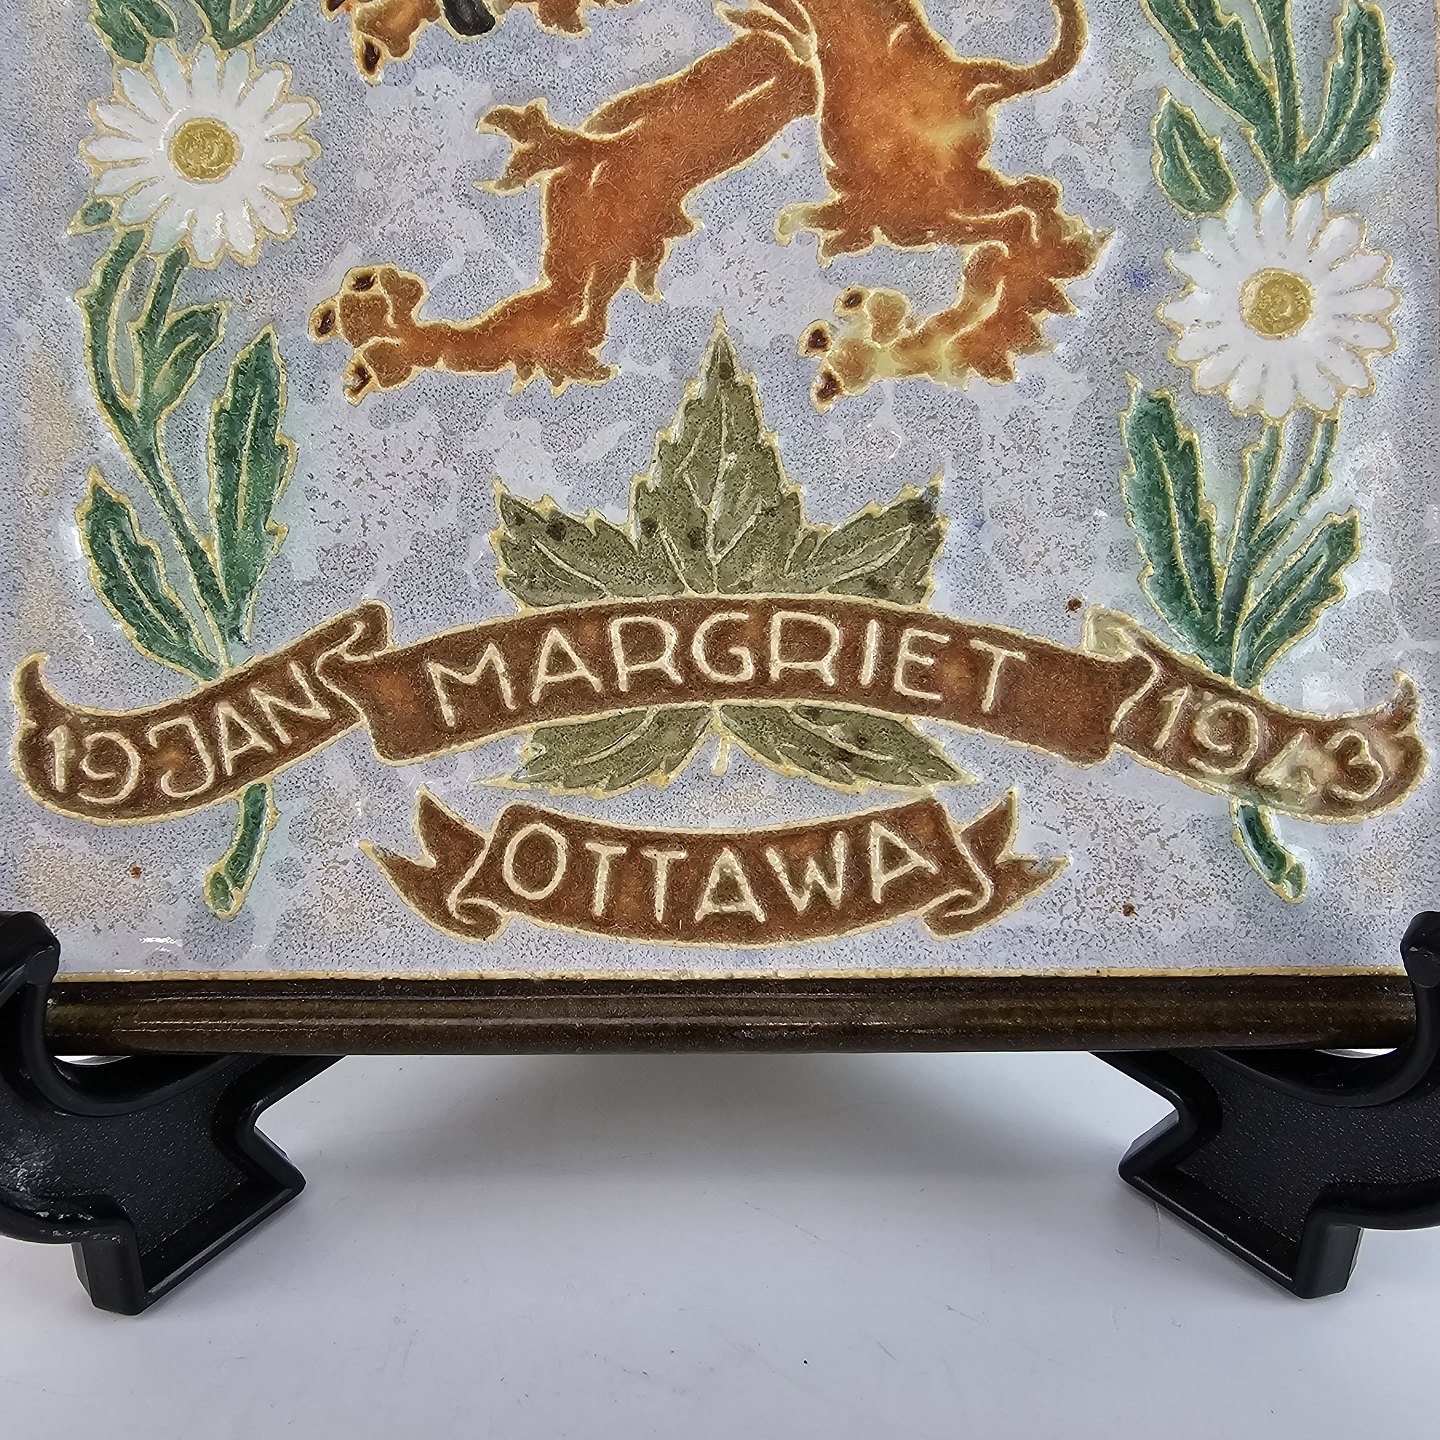 19 JAN MARGRIET 1943
OTTAWA